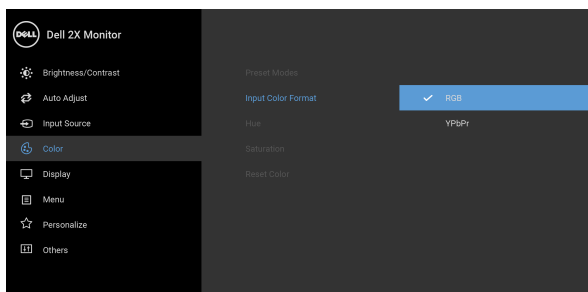 DELL
Dell 2X Monitor
Brightness/Contrast
Auto Adjust
Input Source
Color
Display
Menu
Personalize
Others
Preset Modes
Input Color Format
Hue
Saturation
Reset Color
RGB
YPbPr